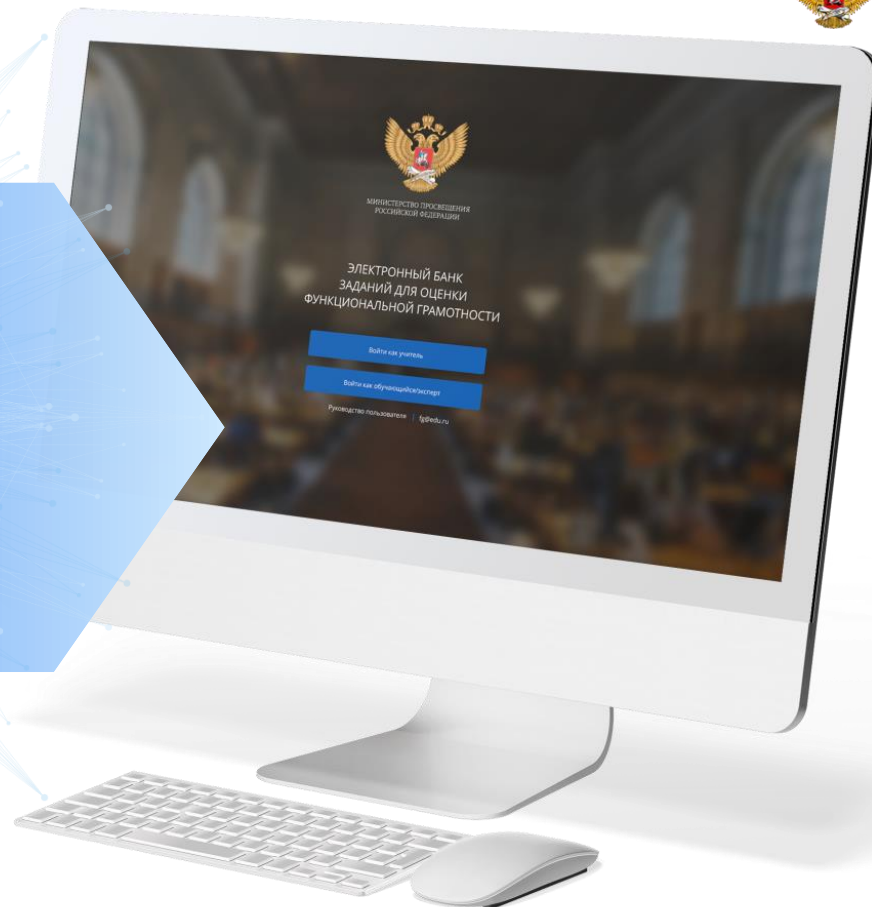 МИНИСТЕРСТВО ПРОСВЕЩЕНИЯ
РОССИЙСКОЙ ФЕДЕРАЦИИ
ЭЛЕКТРОННЫЙ БАНК
ЗАДАНИЙ ДЛЯ ОЦЕНКИ
ФУНКЦИОНАЛЬНОЙ ГРАМОТНОСТИ
Войти как учитель
Войти как обучающийся/эксперт
Руководство пользователя | fg@edu.ru